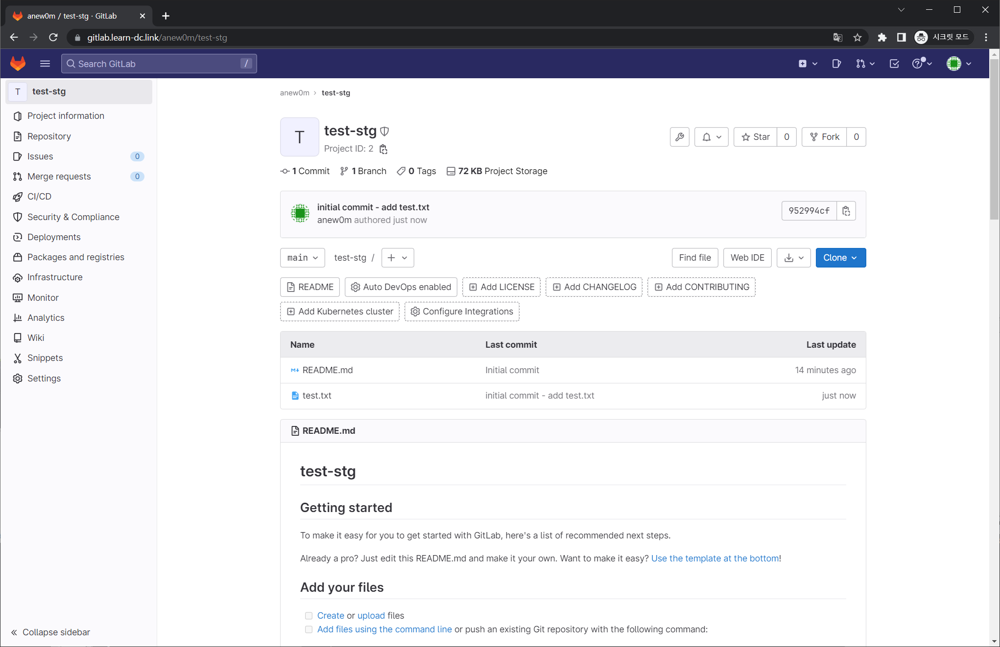 anew0m / test-stg · GitLab
gitlab.learn-dc.link/anew0m/test-stg
시크릿 모드
Search GitLab /
T test-stg
Project information
Repository
Issues 0
Merge requests 0
CI/CD
Security & Compliance
Deployments
Packages and registries
Infrastructure
Monitor
Analytics
Wiki
Snippets
Settings
Collapse sidebar
anew0m > test-stg
T
test-stg
Project ID: 2
Star 0
Fork 0
1 Commit 1 Branch 0 Tags 72 KB Project Storage
initial commit - add test.txt
anew0m authored just now
952994cf
main test-stg / +
Find file Web IDE Clone
README Auto DevOps enabled Add LICENSE Add CHANGELOG Add CONTRIBUTING
Add Kubernetes cluster Configure Integrations
Name Last commit Last update
README.md Initial commit 14 minutes ago
test.txt initial commit - add test.txt just now
README.md
test-stg
Getting started
To make it easy for you to get started with GitLab, here's a list of recommended next steps.
Already a pro? Just edit this README.md and make it your own. Want to make it easy? Use the template at the bottom!
Add your files
Create or upload files
Add files using the command line or push an existing Git repository with the following command: